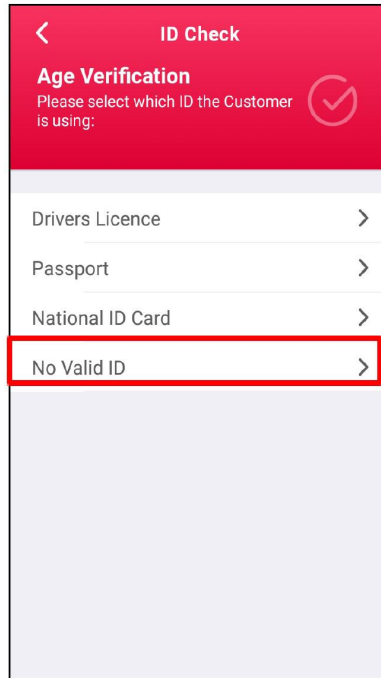 ID Check
Age Verification
Please select which ID the Customer
is using:
Drivers Licence
Passport
National ID Card
No Valid ID